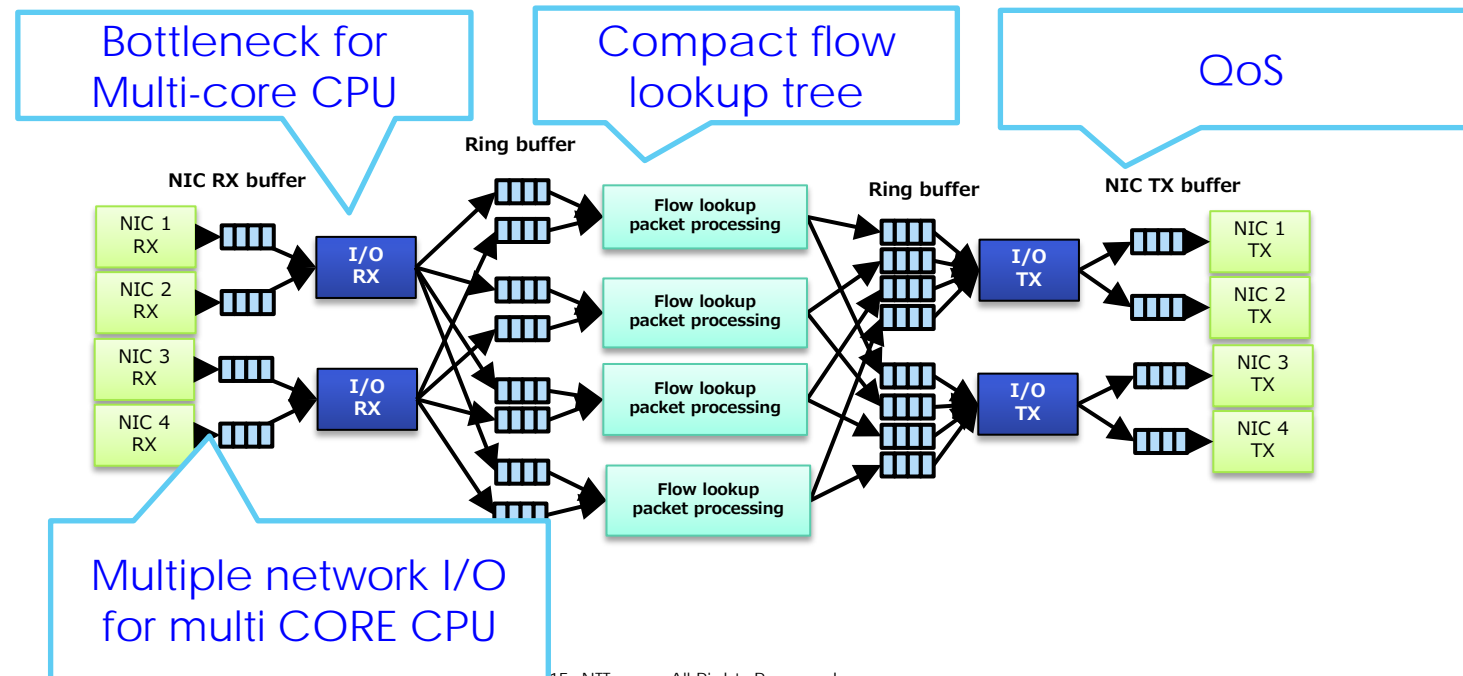 Bottleneck for
Multi-core CPU
Compact flow
lookup tree
QoS
Ring buffer
NIC RX buffer
Ring buffer
NIC TX buffer
NIC 1
RX
NIC 2
RX
NIC 3
RX
NIC 4
RX
I/O
RX
I/O
RX
Flow lookup
packet processing
Flow lookup
packet processing
Flow lookup
packet processing
Flow lookup
packet processing
I/O
TX
I/O
TX
NIC 1
TX
NIC 2
TX
NIC 3
TX
NIC 4
TX
Multiple network I/O
for multi CORE CPU